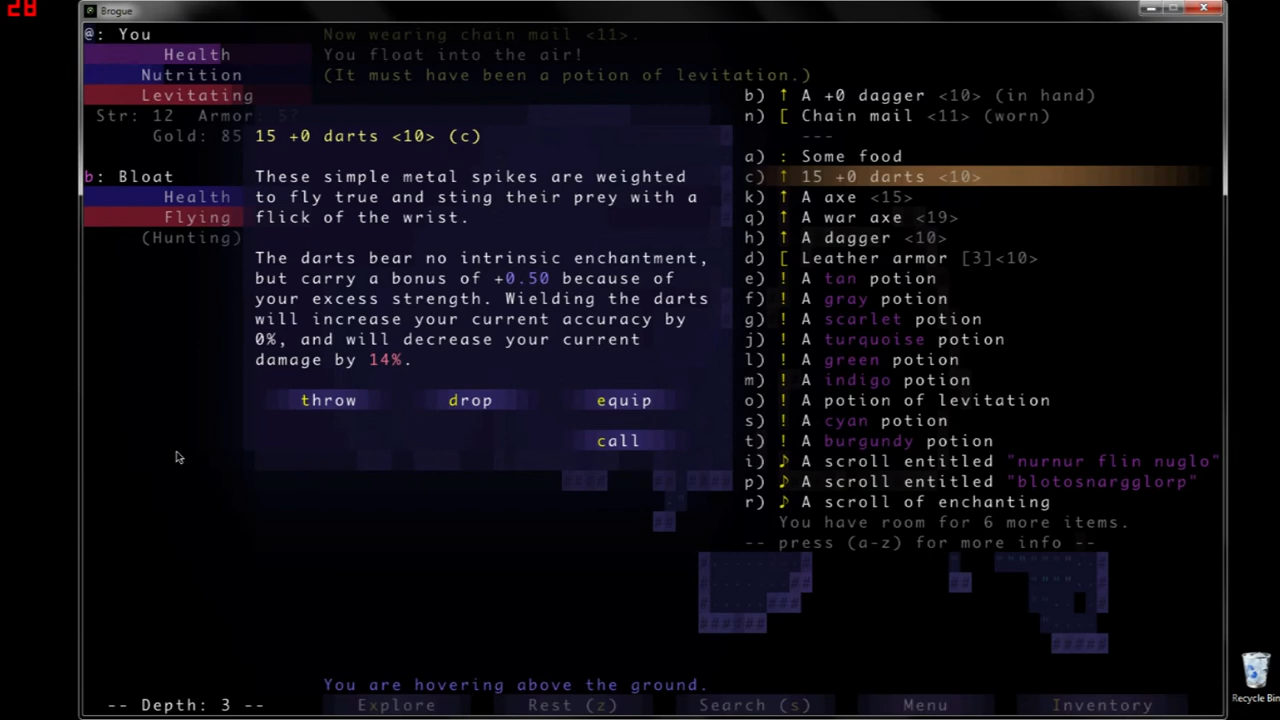 28
Brogue
@: You
Health
Nutrition
Levitating
Str: 12 Armor: 57
Gold: 85
b: Bloat
Health
Flying
(Hunting)
Now wearing chain mail <11>.
You float into the air!
(It must have been a potion of levitation.)
15 +0 darts <10> (c)
These simple metal spikes are weighted
to fly true and sting their prey with a
flick of the wrist.
The darts bear no intrinsic enchantment,
but carry a bonus of +0.50 because of
your excess strength. Wielding the darts
will increase your current accuracy by
0%, and will decrease your current
damage by 14%.
throw drop equip
call
b) ↑ A +0 dagger <10> (in hand)
n) [ Chain mail <11> (worn)
---
a) : Some food
c) ↑ 15 +0 darts <10>
k) ↑ A axe <15>
q) ↑ A war axe <19>
h) ↑ A dagger <10>
d) [ Leather armor [3]<10>
e) ! A tan potion
f) ! A gray potion
g) ! A scarlet potion
j) ! A turquoise potion
l) ! A green potion
m) ! A indigo potion
o) ! A potion of levitation
s) ! A cyan potion
t) ! A burgundy potion
i) ♪ A scroll entitled "nurnur flin nuglo"
p) ♪ A scroll entitled "blotosnargglorp"
r) ♪ A scroll of enchanting
You have room for 6 more items.
-- press (a-z) for more info --
You are hovering above the ground.
-- Depth: 3 --
Explore Rest (z) Search (s) Menu Inventory
Recycle Bin